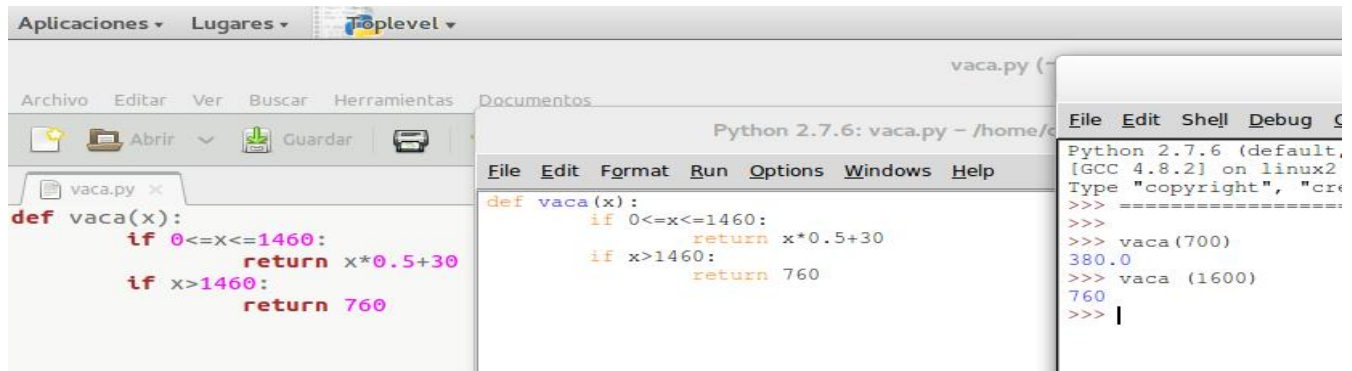 Aplicaciones Lugares Toplevel
vaca.py (~
Archivo Editar Ver Buscar Herramientas Documentos
Abrir Guardar
vaca.py ×
def vaca(x):
if 0<=x<=1460:
return x*0.5+30
if x>1460:
return 760
Python 2.7.6: vaca.py - /home/
File Edit Format Run Options Windows Help
def vaca(x):
if 0<=x<=1460:
return x*0.5+30
if x>1460:
return 760
File Edit Shell Debug
Python 2.7.6 (default,
[GCC 4.8.2] on linux2
Type "copyright", "cre
>>> ==================
>>>
>>> vaca(700)
380.0
>>> vaca (1600)
760
>>>